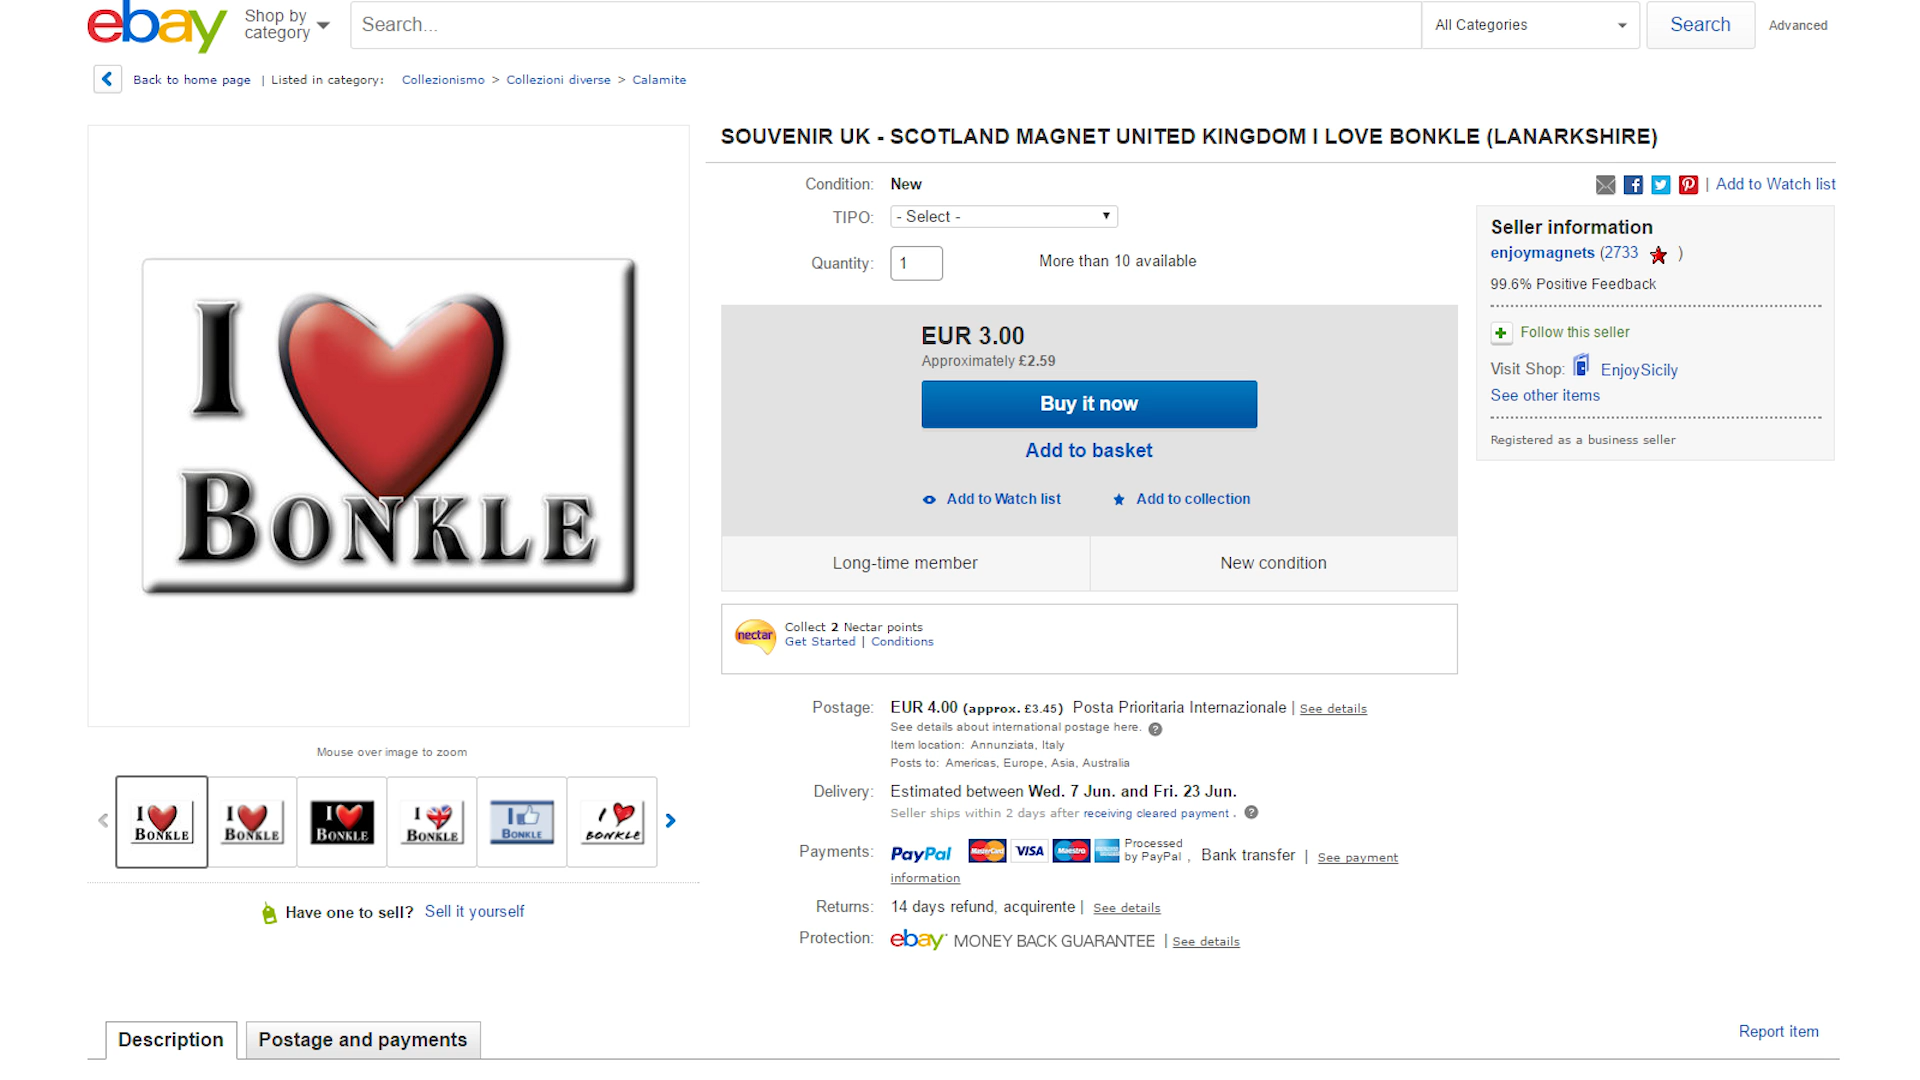 ebay
Shop by
category
Search...
All Categories
Search
Advanced
Back to home page | Listed in category: Collezionismo > Collezioni diverse > Calamite
SOUVENIR UK - SCOTLAND MAGNET UNITED KINGDOM I LOVE BONKLE (LANARKSHIRE)
I
BONKLE
Mouse over image to zoom
I
BONKLE
I
BONKLE
I
BONKLE
I
BONKLE
I
BONKLE
I
BONKLE
Have one to sell? Sell it yourself
Condition: New
TIPO: - Select -
Quantity: 1 More than 10 available
EUR 3.00
Approximately £2.59
Buy it now
Add to basket
Add to Watch list Add to collection
Long-time member New condition
nectar
Collect 2 Nectar points
Get Started | Conditions
Postage: EUR 4.00 (approx. £3.45) Posta Prioritaria Internazionale | See details
See details about international postage here. ?
Item location: Annunziata, Italy
Posts to: Americas, Europe, Asia, Australia
Delivery: Estimated between Wed. 7 Jun. and Fri. 23 Jun.
Seller ships within 2 days after receiving cleared payment . ?
Payments: PayPal MasterCard VISA Maestro Processed
by PayPal , Bank transfer | See payment
information
Returns: 14 days refund, acquirente | See details
Protection: ebay MONEY BACK GUARANTEE | See details
| Add to Watch list
Seller information
enjoymagnets (2733 )
99.6% Positive Feedback
Follow this seller
Visit Shop: EnjoySicily
See other items
Registered as a business seller
Description
Postage and payments
Report item